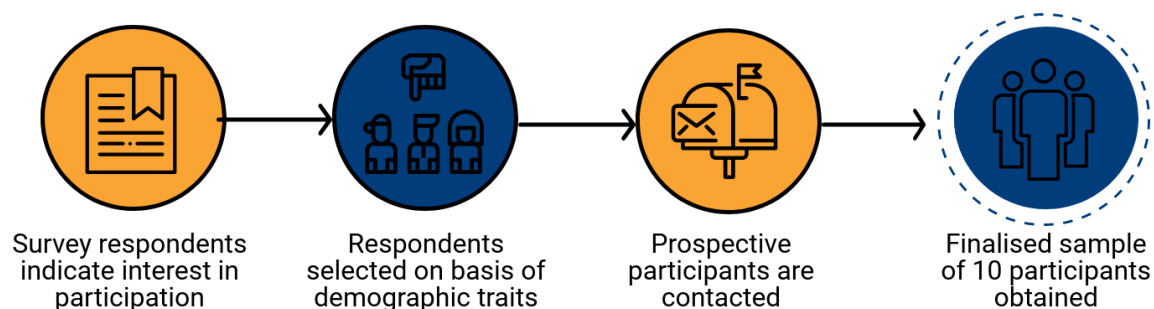 Survey respondents
indicate interest in
participation
Respondents
selected on basis of
demographic traits
Prospective
participants are
contacted
Finalised sample
of 10 participants
obtained